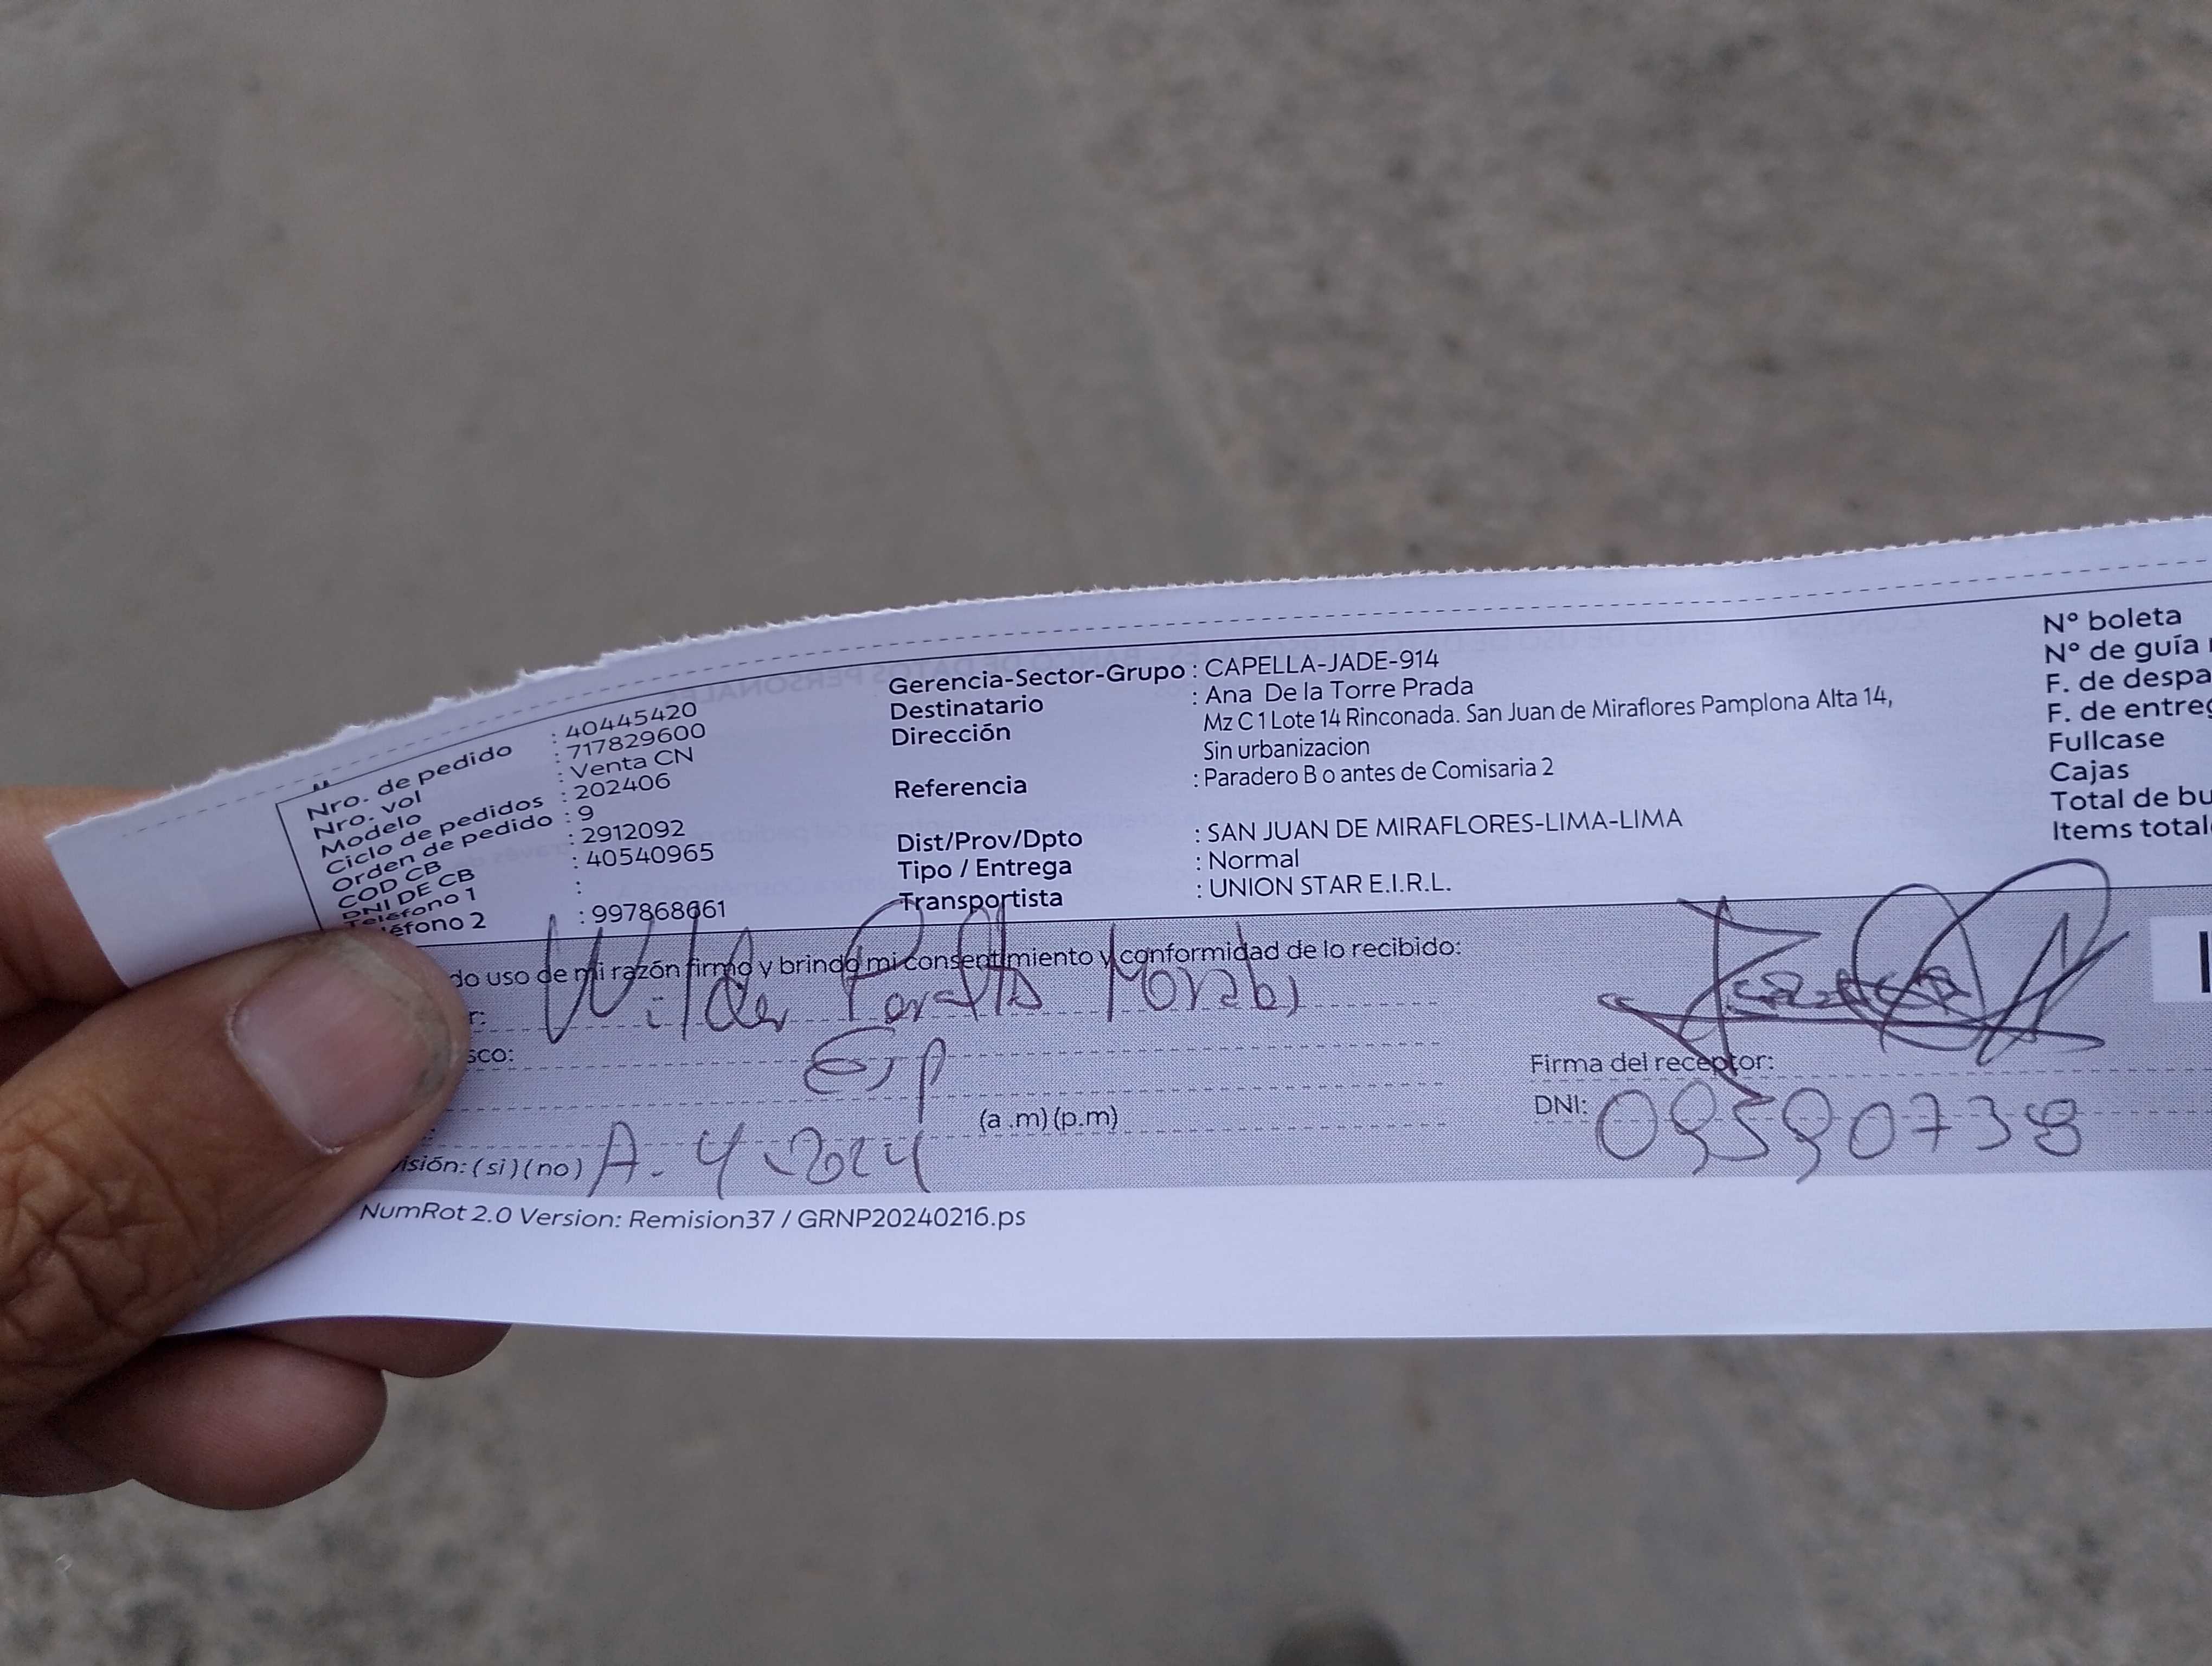 Nro. de pedido : 40445420
Nro. vol : 717829600
Modelo : Venta CN
Ciclo de pedidos : 202406
Orden de pedido : 9
COD CB : 2912092
DNI DE CB : 40540965
Teléfono 1 :
éfono 2 : 997868661
Gerencia-Sector-Grupo : CAPELLA-JADE-914
Destinatario : Ana De la Torre Prada
Dirección Mz C 1 Lote 14 Rinconada. San Juan de Miraflores Pamplona Alta 14,
Sin urbanizacion
Referencia : Paradero B o antes de Comisaria 2
Dist/Prov/Dpto : SAN JUAN DE MIRAFLORES-LIMA-LIMA
Tipo / Entrega : Normal
Transportista : UNION STAR E.I.R.L.
N° boleta
N° de guía
F. de despa
F. de entreg
Fullcase
Cajas
Total de bu
Items total
do uso de mi razón firmo y brindo mi consentimiento y conformidad de lo recibido:
r: Wilder
sco: Esp
(a .m) (p.m)
isión: (si) (no) A-4-2024
Firma del receptor:
DNI:
NumRot 2.0 Version: Remision37 / GRNP20240216.ps